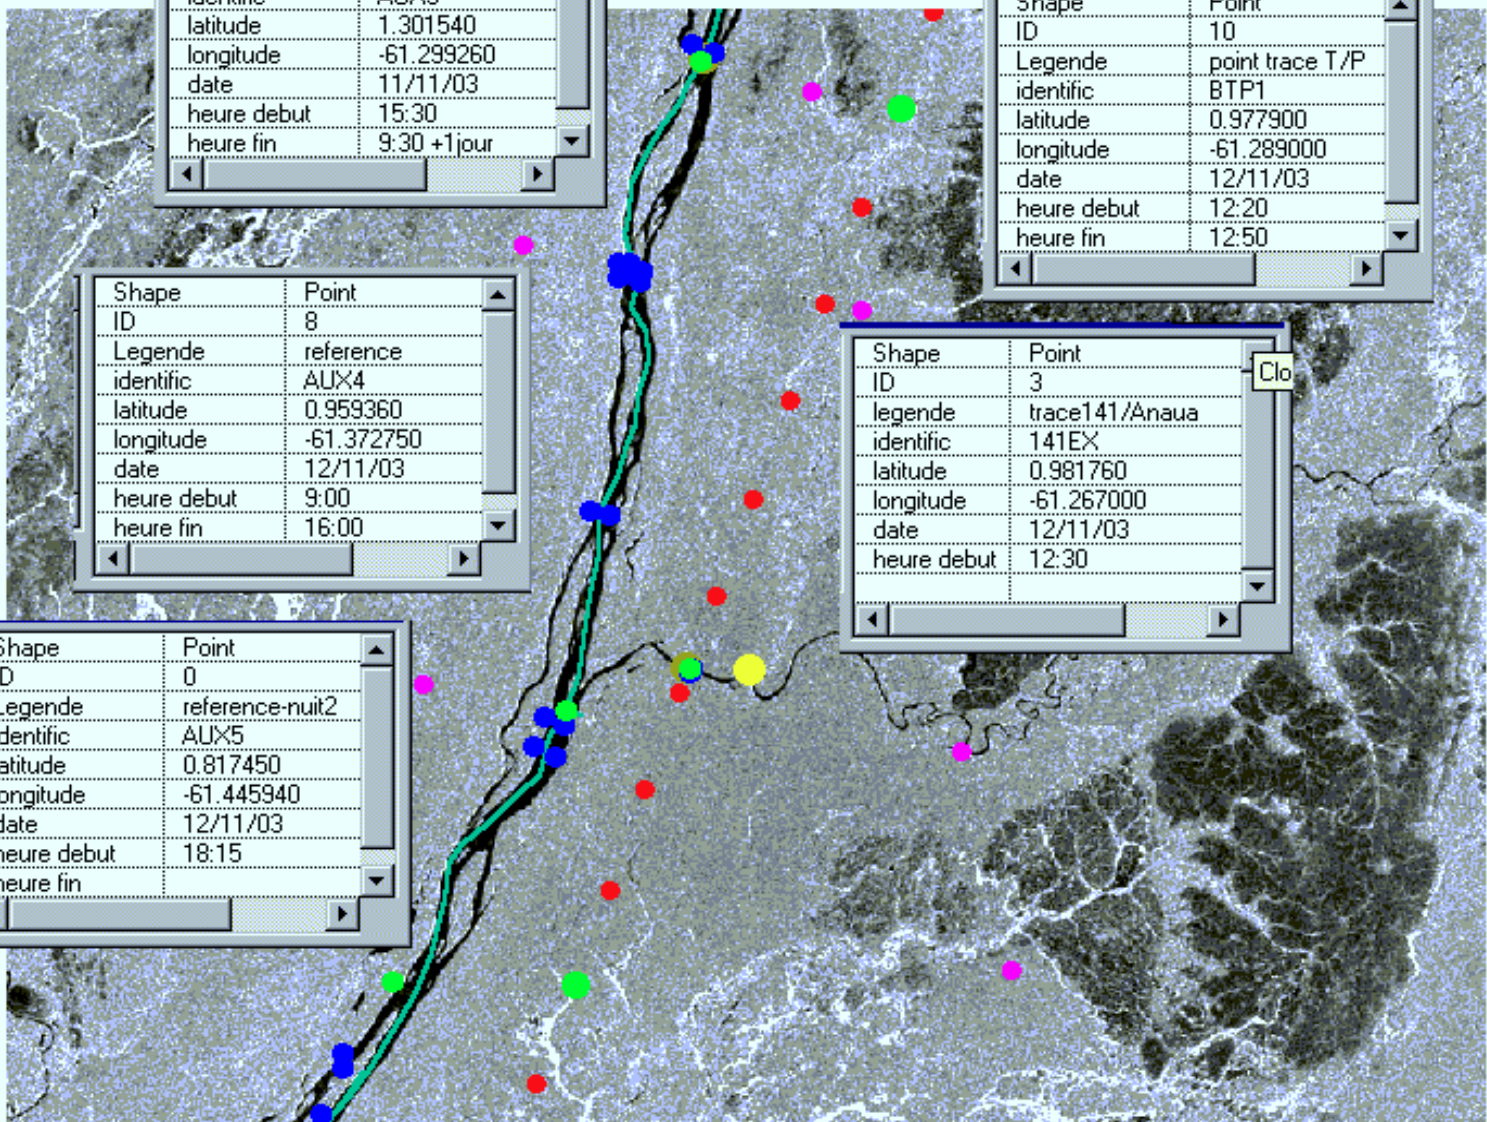 latitude 1.301540
longitude -61.299260
date 11/11/03
heure debut 15:30
heure fin 9:30 +1jour
Shape Point
ID 10
Legende point trace T/P
identific BTP1
latitude 0.977900
longitude -61.289000
date 12/11/03
heure debut 12:20
heure fin 12:50
Shape Point
ID 8
Legende reference
identific AUX4
latitude 0.959360
longitude -61.372750
date 12/11/03
heure debut 9:00
heure fin 16:00
Shape Point
ID 3
legende trace141/Anaua
identific 141EX
latitude 0.981760
longitude -61.267000
date 12/11/03
heure debut 12:30
Clo
Shape Point
ID 0
Legende reference-nuit2
identific AUX5
latitude 0.817450
longitude -61.445940
date 12/11/03
heure debut 18:15
heure fin